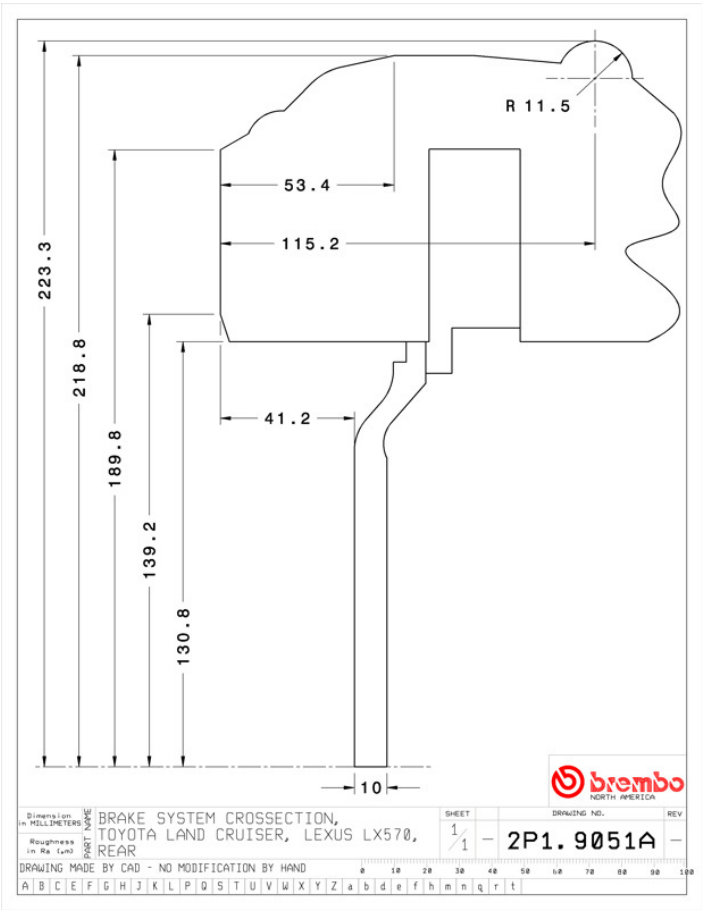 R 11.5
53.4
115.2
223.3
218.8
41.2
189.8
139.2
130.8
10
brembo
NORTH AMERICA
Dimension
in MILLIMETERS
Roughness
in Ra (µm)
PART NAME
BRAKE SYSTEM CROSSECTION,
TOYOTA LAND CRUISER, LEXUS LX570,
REAR
SHEET
1/1
–
DRAWING NO.
2P1.9051A
REV
–
DRAWING MADE BY CAD - NO MODIFICATION BY HAND
0 10 20 30 40 50 60 70 80 90 100
A B C E F G H J K L P Q S T U V W X Y Z a b d e f h m n q r t